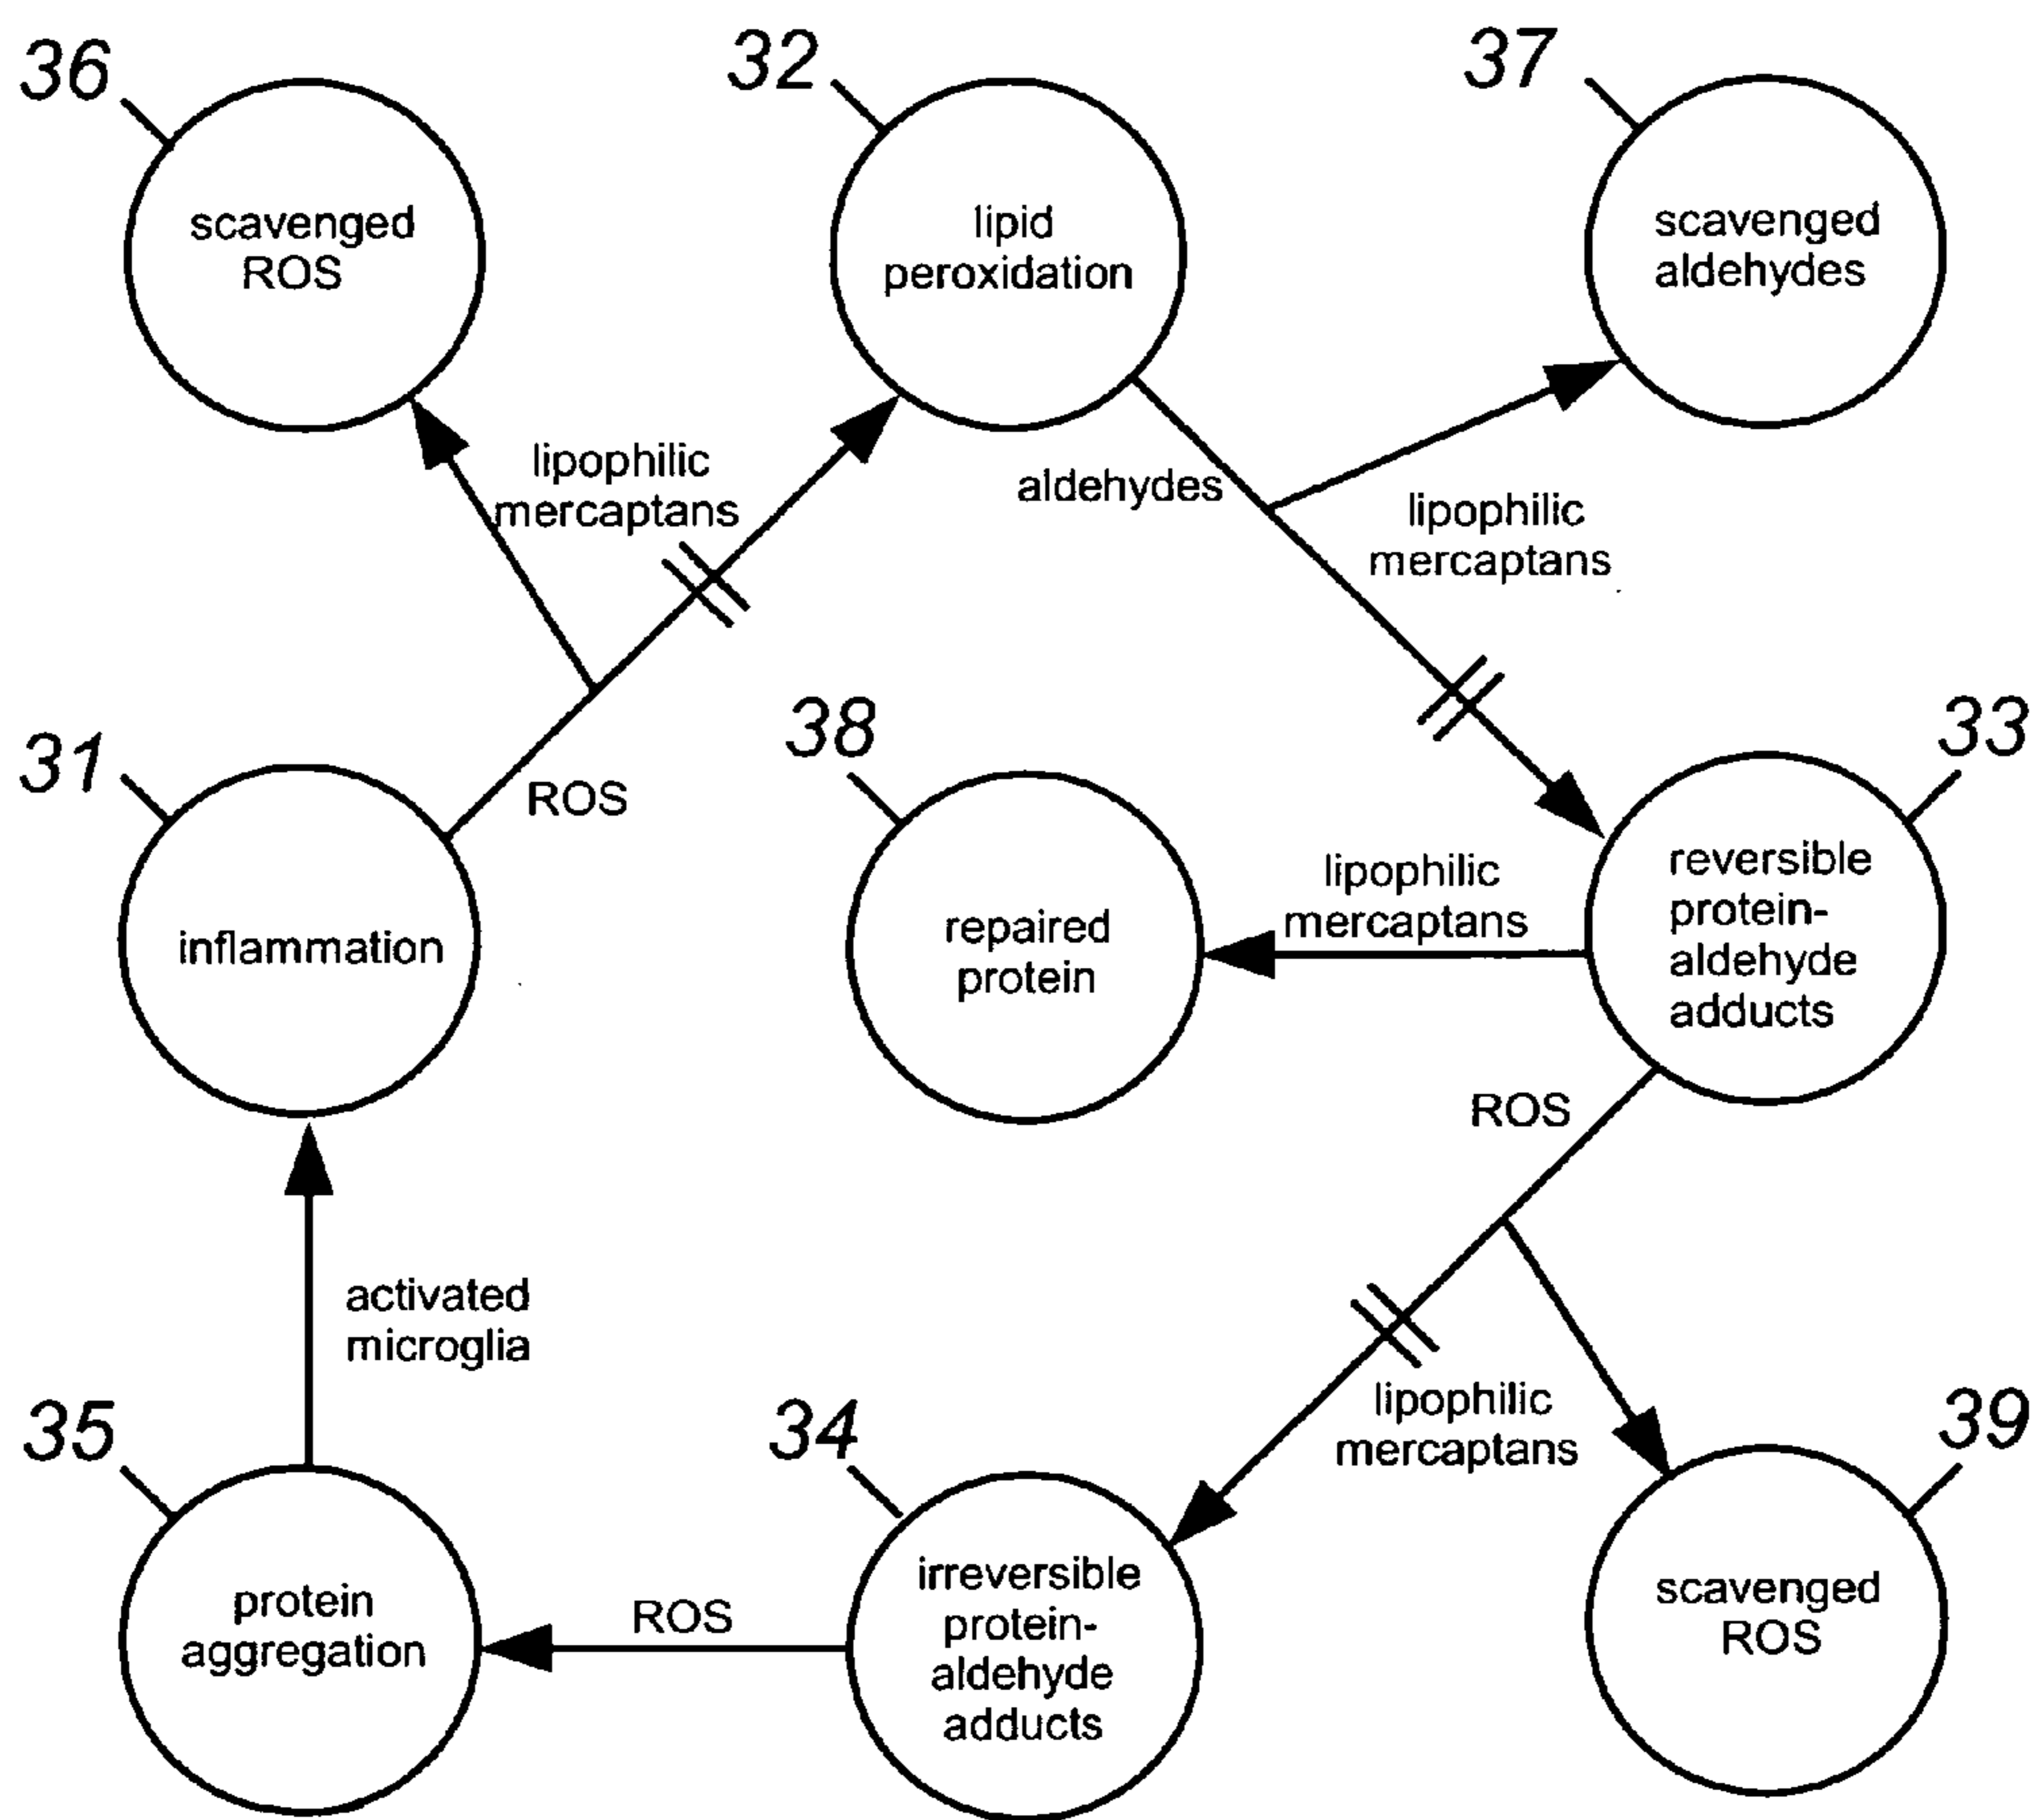 36
scavenged
ROS
32
lipid
peroxidation
37
scavenged
aldehydes
lipophilic
mercaptans
aldehydes
lipophilic
mercaptans
31
inflammation
ROS
38
repaired
protein
lipophilic
mercaptans
33
reversible
protein-
aldehyde
adducts
ROS
activated
microglia
lipophilic
mercaptans
35
protein
aggregation
ROS
34
irreversible
protein-
aldehyde
adducts
39
scavenged
ROS